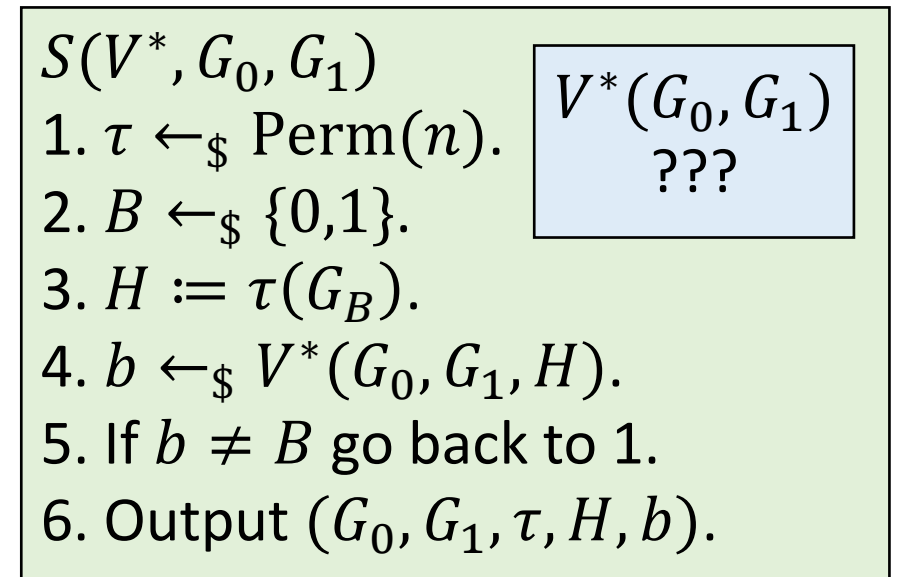 S(V*, G₀, G₁)
1. τ ←$ Perm(n).
2. B ←$ {0,1}.
3. H ≔ τ(G_B).
4. b ←$ V*(G₀, G₁, H).
5. If b ≠ B go back to 1.
6. Output (G₀, G₁, τ, H, b).
V*(G₀, G₁)
???